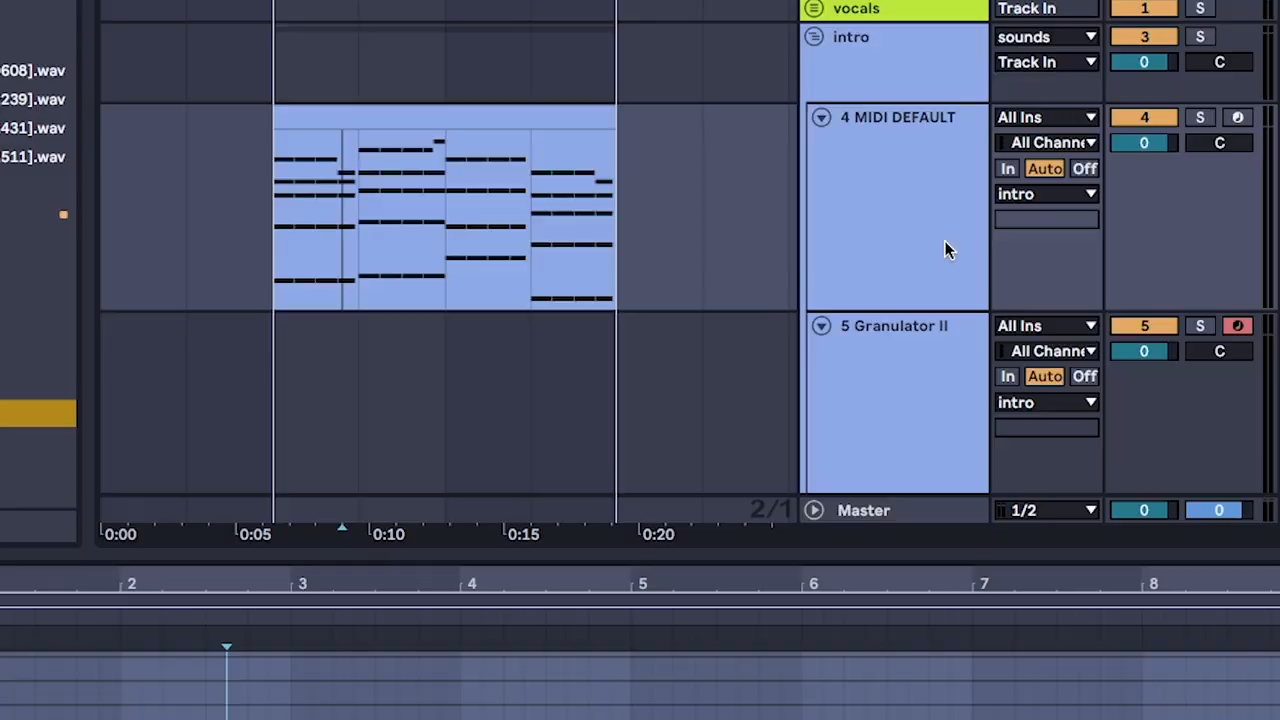 vocals Track In 1 S
intro sounds 3 S
Track In 0 C
608].wav
239].wav
431].wav
511].wav
4 MIDI DEFAULT All Ins 4 S
All Channe 0 C
In Auto Off
intro
5 Granulator II All Ins 5 S
All Channe 0 C
In Auto Off
intro
2/1 Master 1/2 0 0
0:00 0:05 0:10 0:15 0:20
2 3 4 5 6 7 8